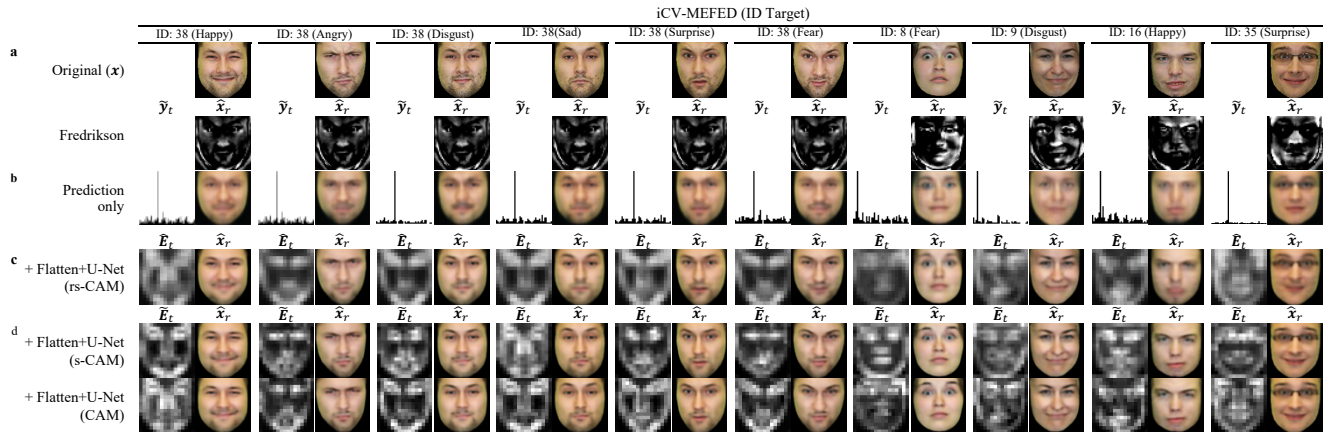 iCV-MEFED (ID Target)
ID: 38 (Happy) ID: 38 (Angry) ID: 38 (Disgust) ID: 38(Sad) ID: 38 (Surprise) ID: 38 (Fear) ID: 8 (Fear) ID: 9 (Disgust) ID: 16 (Happy) ID: 35 (Surprise)
a
Original (x)
ỹt x̂r ỹt x̂r ỹt x̂r ỹt x̂r ỹt x̂r ỹt x̂r ỹt x̂r ỹt x̂r ỹt x̂r ỹt x̂r
Fredrikson
b
Prediction
only
Êt x̂r Êt x̂r Êt x̂r Êt x̂r Êt x̂r Êt x̂r Êt x̂r Êt x̂r Êt x̂r Êt x̂r
c
+ Flatten+U-Net
(rs-CAM)
Ẽt x̂r Ẽt x̂r Ẽt x̂r Ẽt x̂r Ẽt x̂r Ẽt x̂r Ẽt x̂r Ẽt x̂r Ẽt x̂r Ẽt x̂r
d
+ Flatten+U-Net
(s-CAM)
+ Flatten+U-Net
(CAM)